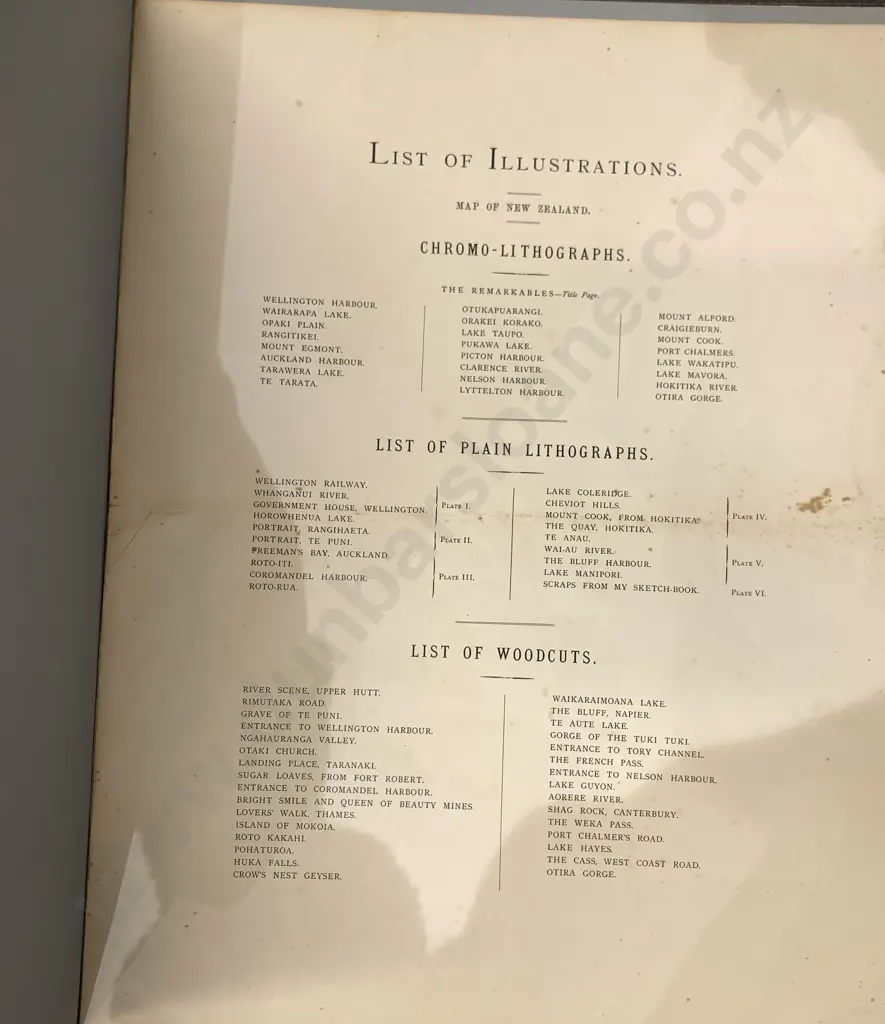 LIST OF ILLUSTRATIONS.
MAP OF NEW ZEALAND.
CHROMO-LITHOGRAPHS.
THE REMARKABLES—Title Page.
WELLINGTON HARBOUR.
WAIRARAPA LAKE.
OPAKI PLAIN.
RANGITIKEI.
MOUNT EGMONT.
AUCKLAND HARBOUR.
TARAWERA LAKE.
TE TARATA.
OTUKAPUARANGI.
ORAKEI KORAKO.
LAKE TAUPO.
PUKAWA LAKE.
PICTON HARBOUR.
CLARENCE RIVER.
NELSON HARBOUR.
LYTTELTON HARBOUR.
MOUNT ALFORD.
CRAIGIEBURN.
MOUNT COOK.
PORT CHALMERS.
LAKE WAKATIPU.
LAKE MAVORA.
HOKITIKA RIVER.
OTIRA GORGE.
LIST OF PLAIN LITHOGRAPHS.
WELLINGTON RAILWAY.
WHANGANUI RIVER.
GOVERNMENT HOUSE, WELLINGTON.
HOROWHENUA LAKE.
PLATE I.
PORTRAIT, RANGIHAETA.
PORTRAIT, TE PUNI.
PLATE II.
FREEMAN'S BAY, AUCKLAND.
ROTO-ITI.
COROMANDEL HARBOUR.
ROTO-RUA.
PLATE III.
LAKE COLERIDGE.
CHEVIOT HILLS.
MOUNT COOK, FROM HOKITIKA.
THE QUAY, HOKITIKA.
PLATE IV.
TE ANAU.
WAI-AU RIVER.
THE BLUFF HARBOUR.
LAKE MANIPORI.
PLATE V.
SCRAPS FROM MY SKETCH-BOOK.
PLATE VI.
LIST OF WOODCUTS.
RIVER SCENE, UPPER HUTT.
RIMUTAKA ROAD.
GRAVE OF TE PUNI.
ENTRANCE TO WELLINGTON HARBOUR.
NGAHAURANGA VALLEY.
OTAKI CHURCH.
LANDING PLACE, TARANAKI.
SUGAR LOAVES, FROM FORT ROBERT.
ENTRANCE TO COROMANDEL HARBOUR.
BRIGHT SMILE AND QUEEN OF BEAUTY MINES
LOVERS' WALK, THAMES.
ISLAND OF MOKOIA.
ROTO KAKAHI.
POHATUROA.
HUKA FALLS.
CROW'S NEST GEYSER.
WAIKARAIMOANA LAKE.
THE BLUFF, NAPIER.
TE AUTE LAKE.
GORGE OF THE TUKI TUKI.
ENTRANCE TO TORY CHANNEL.
THE FRENCH PASS.
ENTRANCE TO NELSON HARBOUR.
LAKE GUYON.
AORERE RIVER.
SHAG ROCK, CANTERBURY.
THE WEKA PASS.
PORT CHALMER'S ROAD.
LAKE HAYES.
THE CASS, WEST COAST ROAD.
OTIRA GORGE.
unbarsloane.co.nz